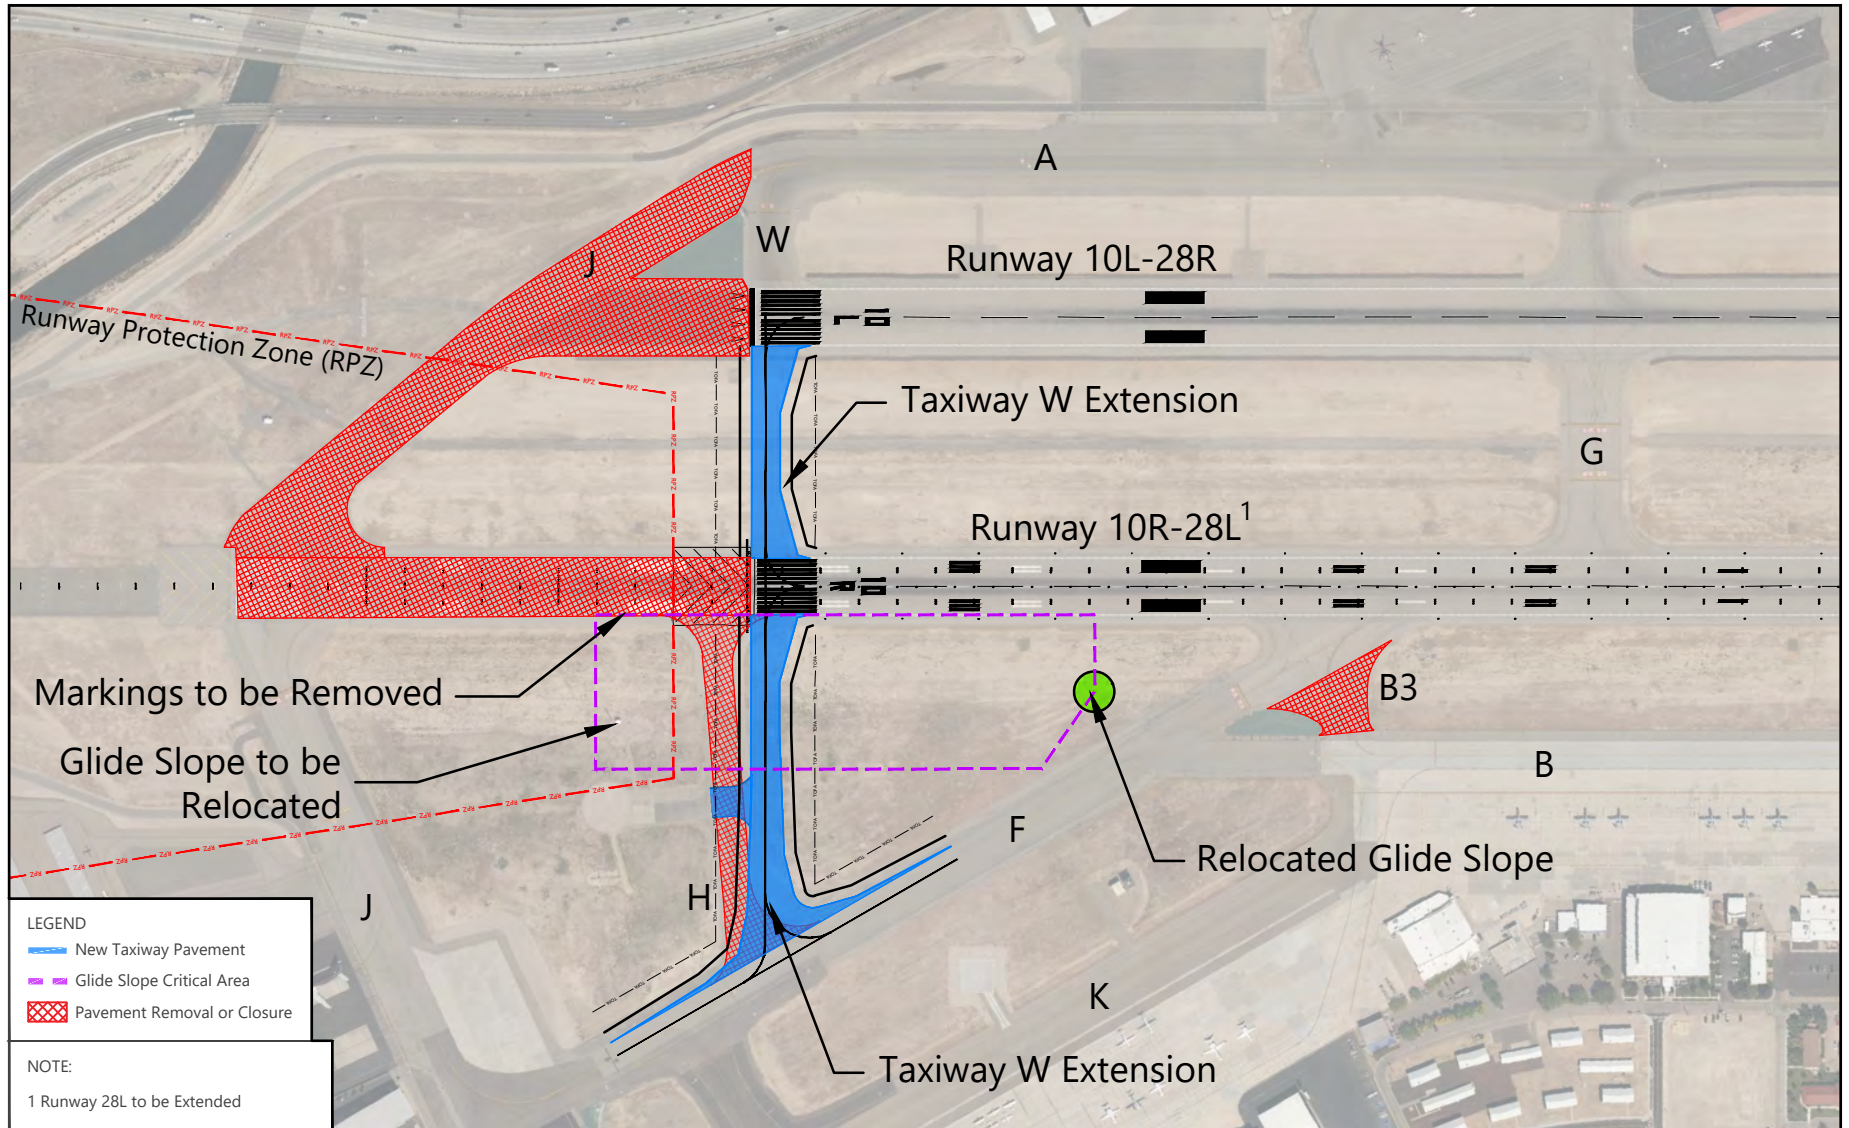 A
W
Runway 10L-28R
J
Runway Protection Zone (RPZ)
Taxiway W Extension
G
Runway 10R-28L1
Markings to be Removed
B3
Glide Slope to be
Relocated
B
F
Relocated Glide Slope
H
J
K
Taxiway W Extension
LEGEND
New Taxiway Pavement
Glide Slope Critical Area
Pavement Removal or Closure
NOTE:
1 Runway 28L to be Extended